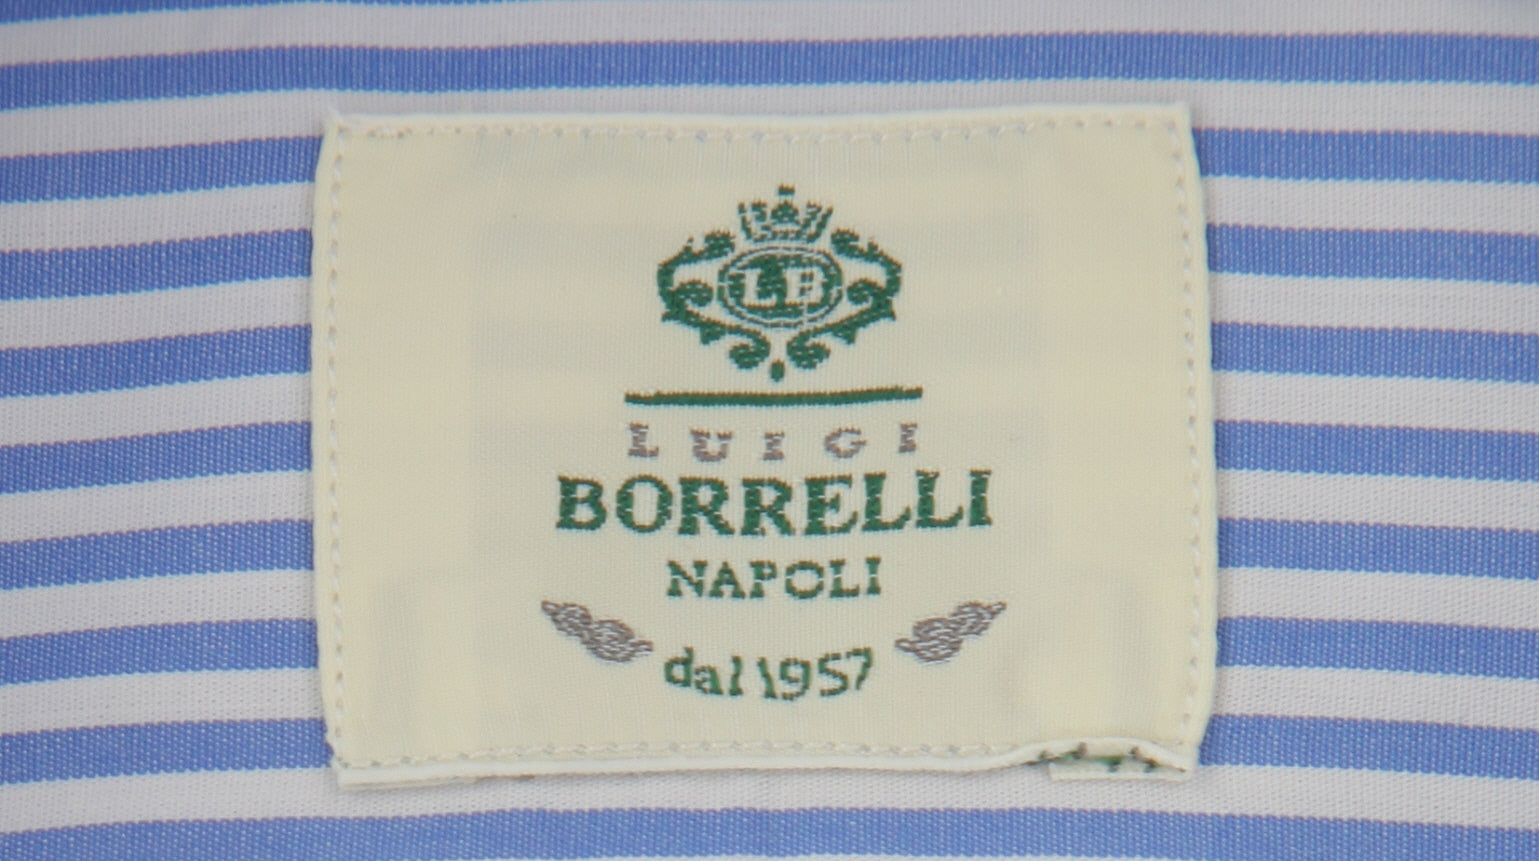 LB
LUIGI
BORRELLI
NAPOLI
dal 1957